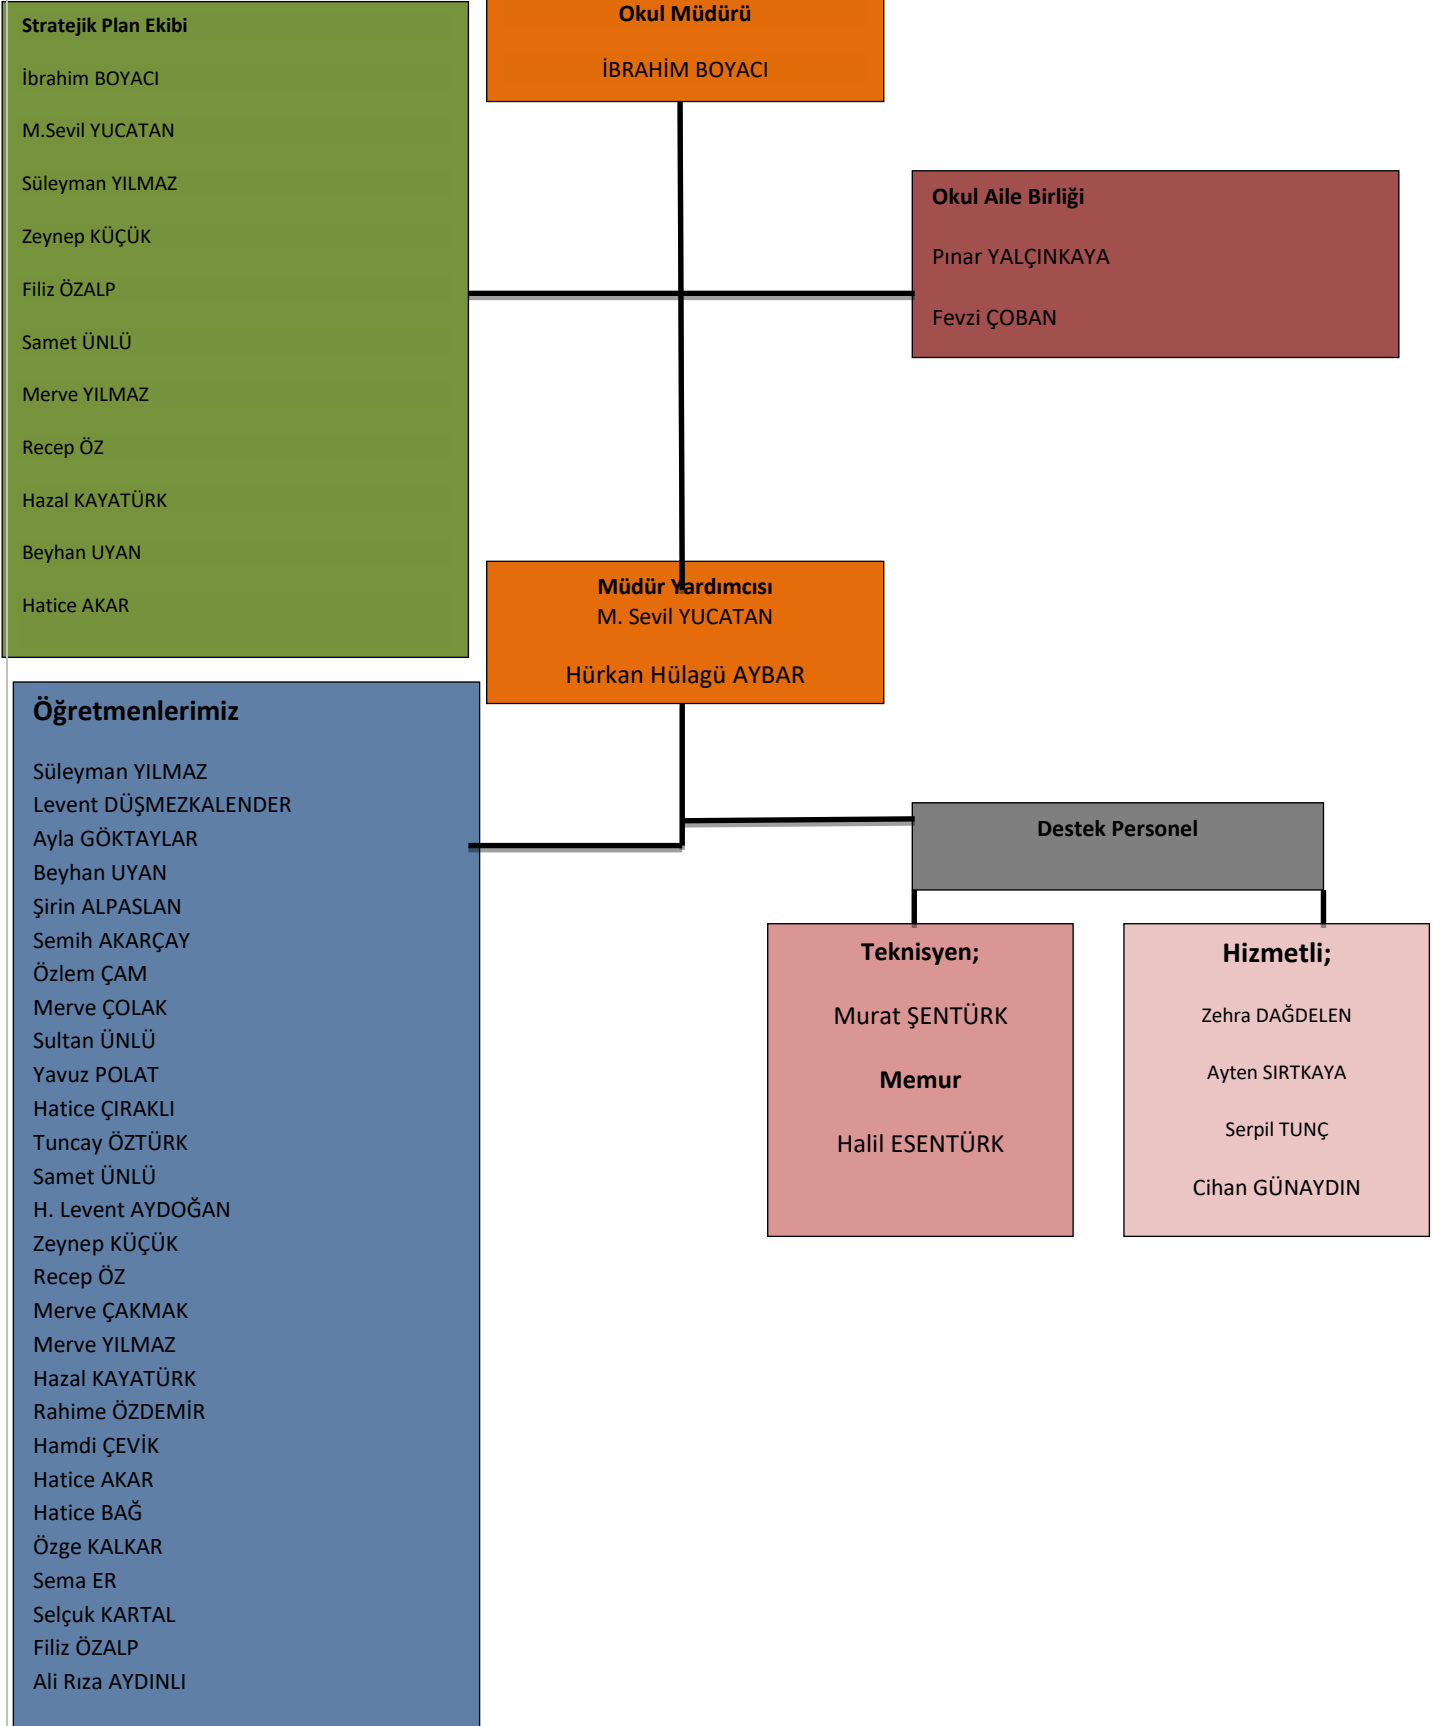 Stratejik Plan Ekibi
İbrahim BOYACI
M.Sevil YUCATAN
Süleyman YILMAZ
Zeynep KÜÇÜK
Filiz ÖZALP
Samet ÜNLÜ
Merve YILMAZ
Recep ÖZ
Hazal KAYATÜRK
Beyhan UYAN
Hatice AKAR
Okul Müdürü
İBRAHİM BOYACI
Okul Aile Birliği
Pınar YALÇINKAYA
Fevzi ÇOBAN
Müdür Yardımcısı
M. Sevil YUCATAN
Hürkan Hülagü AYBAR
Öğretmenlerimiz
Süleyman YILMAZ
Levent DÜŞMEZKALENDER
Ayla GÖKTAYLAR
Beyhan UYAN
Şirin ALPASLAN
Semih AKARÇAY
Özlem ÇAM
Merve ÇOLAK
Sultan ÜNLÜ
Yavuz POLAT
Hatice ÇIRAKLI
Tuncay ÖZTÜRK
Samet ÜNLÜ
H. Levent AYDOĞAN
Zeynep KÜÇÜK
Recep ÖZ
Merve ÇAKMAK
Merve YILMAZ
Hazal KAYATÜRK
Rahime ÖZDEMİR
Hamdi ÇEVİK
Hatice AKAR
Hatice BAĞ
Özge KALKAR
Sema ER
Selçuk KARTAL
Filiz ÖZALP
Ali Rıza AYDINLI
Destek Personel
Teknisyen;
Murat ŞENTÜRK
Memur
Halil ESENTÜRK
Hizmetli;
Zehra DAĞDELEN
Ayten SIRTKAYA
Serpil TUNÇ
Cihan GÜNAYDIN